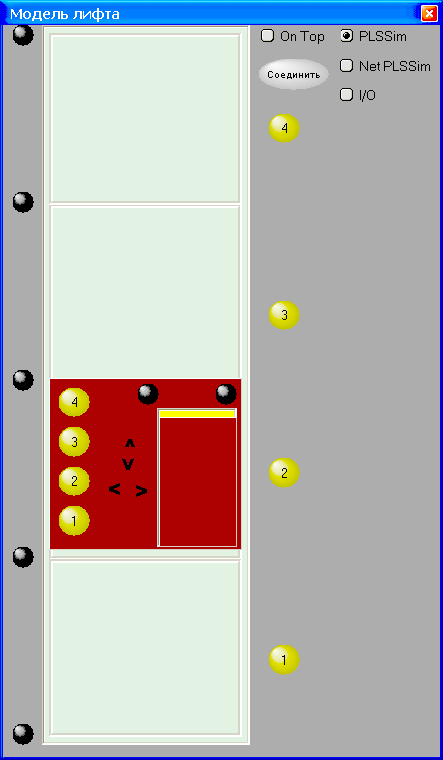 Модель лифта
On Top
PLSSim
Соединить
Net PLSSim
I/O
4
3
4
3
2
1
^
v
< >
2
1